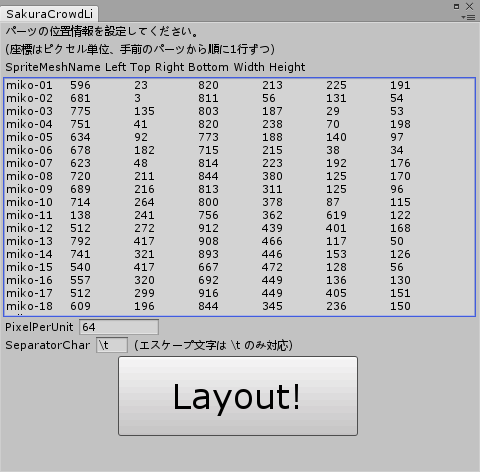 SakuraCrowdLi
パーツの位置情報を設定してください。
(座標はピクセル単位、手前のパーツから順に1行ずつ)
SpriteMeshName Left Top Right Bottom Width Height
miko-01 596 23 820 213 225 191
miko-02 681 3 811 56 131 54
miko-03 775 135 803 187 29 53
miko-04 751 41 820 238 70 198
miko-05 634 92 773 188 140 97
miko-06 678 182 715 215 38 34
miko-07 623 48 814 223 192 176
miko-08 720 211 844 380 125 170
miko-09 689 216 813 311 125 96
miko-10 714 264 800 378 87 115
miko-11 138 241 756 362 619 122
miko-12 512 272 912 439 401 168
miko-13 792 417 908 466 117 50
miko-14 741 321 893 446 153 126
miko-15 540 417 667 472 128 56
miko-16 557 320 692 449 136 130
miko-17 512 299 916 449 405 151
miko-18 609 196 844 345 236 150
PixelPerUnit 64
SeparatorChar \t (エスケープ文字は \t のみ対応)
Layout!